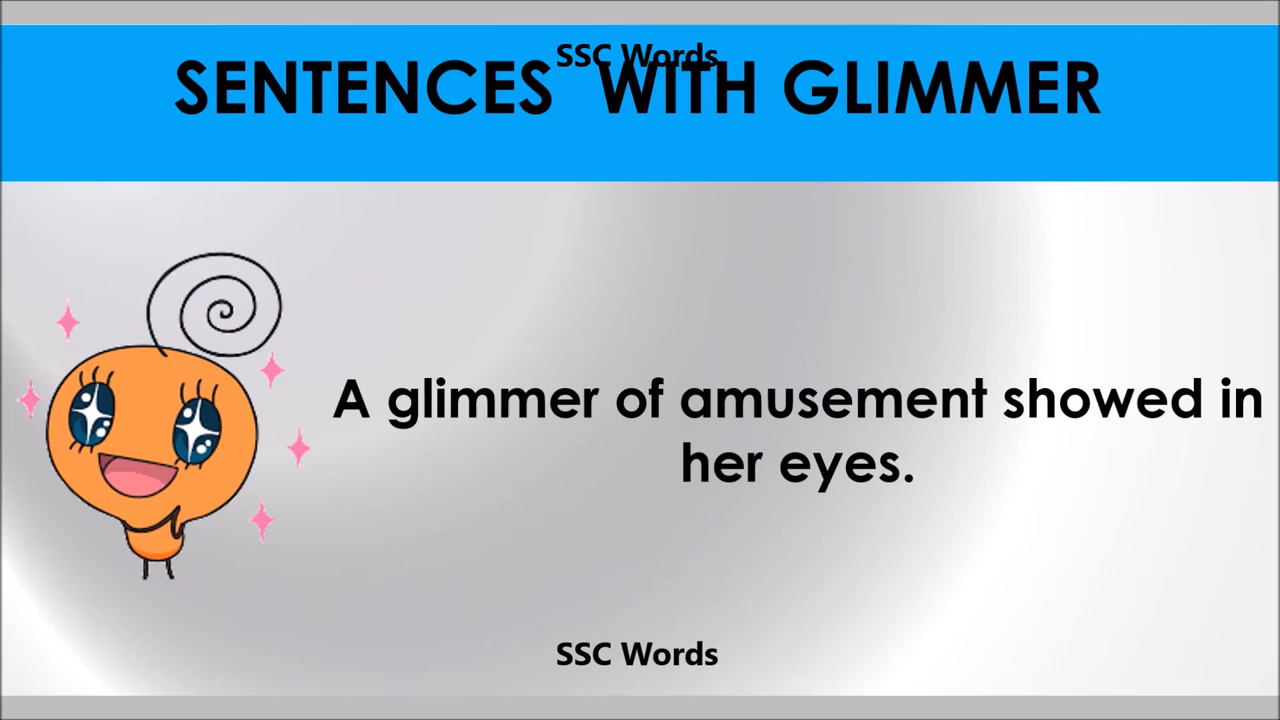 SSC Words
SENTENCES WITH GLIMMER
A glimmer of amusement showed in
her eyes.
SSC Words